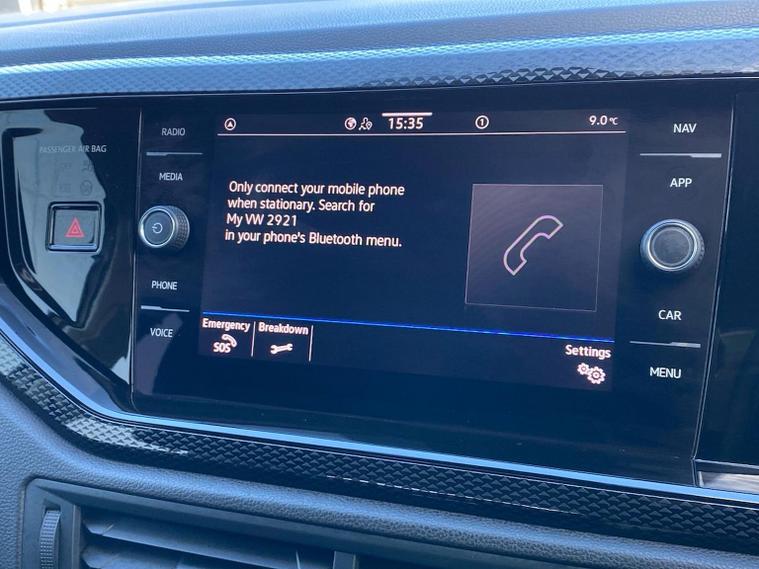 RADIO
MEDIA
PHONE
VOICE
PASSENGER AIR BAG
15:35
1
9.0 °C
Only connect your mobile phone
when stationary. Search for
My VW 2921
in your phone's Bluetooth menu.
Emergency
SOS
Breakdown
Settings
NAV
APP
CAR
MENU